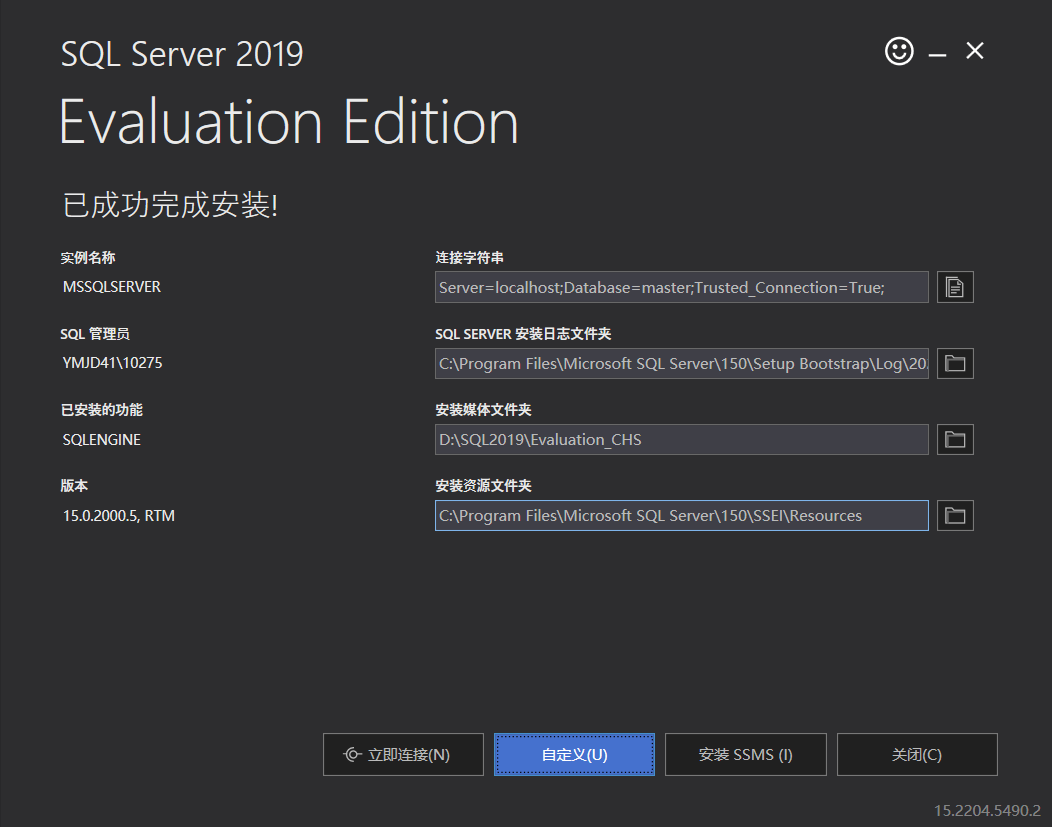 SQL Server 2019
Evaluation Edition
已成功完成安装!
实例名称
MSSQLSERVER
连接字符串
Server=localhost;Database=master;Trusted_Connection=True;
SQL 管理员
YMJD41\10275
SQL SERVER 安装日志文件夹
C:\Program Files\Microsoft SQL Server\150\Setup Bootstrap\Log\20
已安装的功能
SQLENGINE
安装媒体文件夹
D:\SQL2019\Evaluation_CHS
版本
15.0.2000.5, RTM
安装资源文件夹
C:\Program Files\Microsoft SQL Server\150\SSEI\Resources
立即连接(N)
自定义(U)
安装 SSMS (I)
关闭(C)
15.2204.5490.2